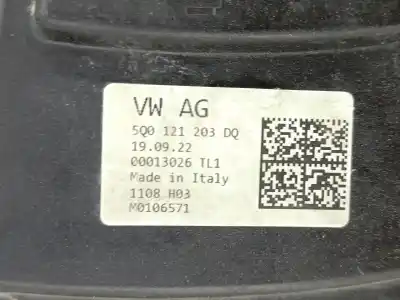 VW AG
5Q0 121 203 DQ
19.09.22
00013026 TL1
Made in Italy
1108 H03
M0106571